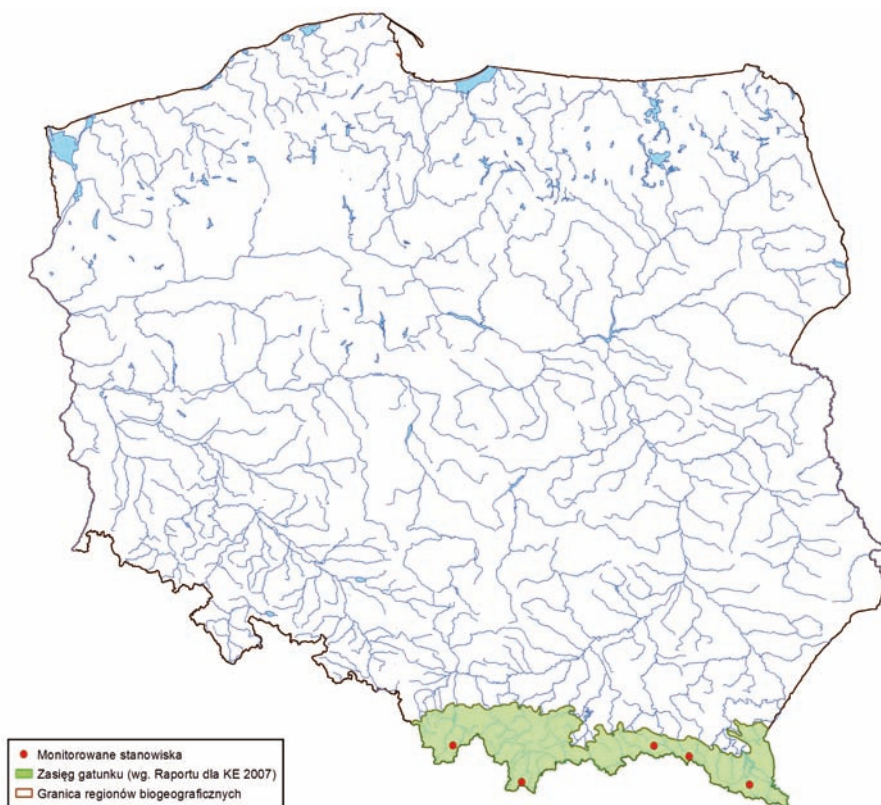 Monitorowane stanowiska
Zasięg gatunku (wg. Raportu dla KE 2007)
Granica regionów biogeograficznych